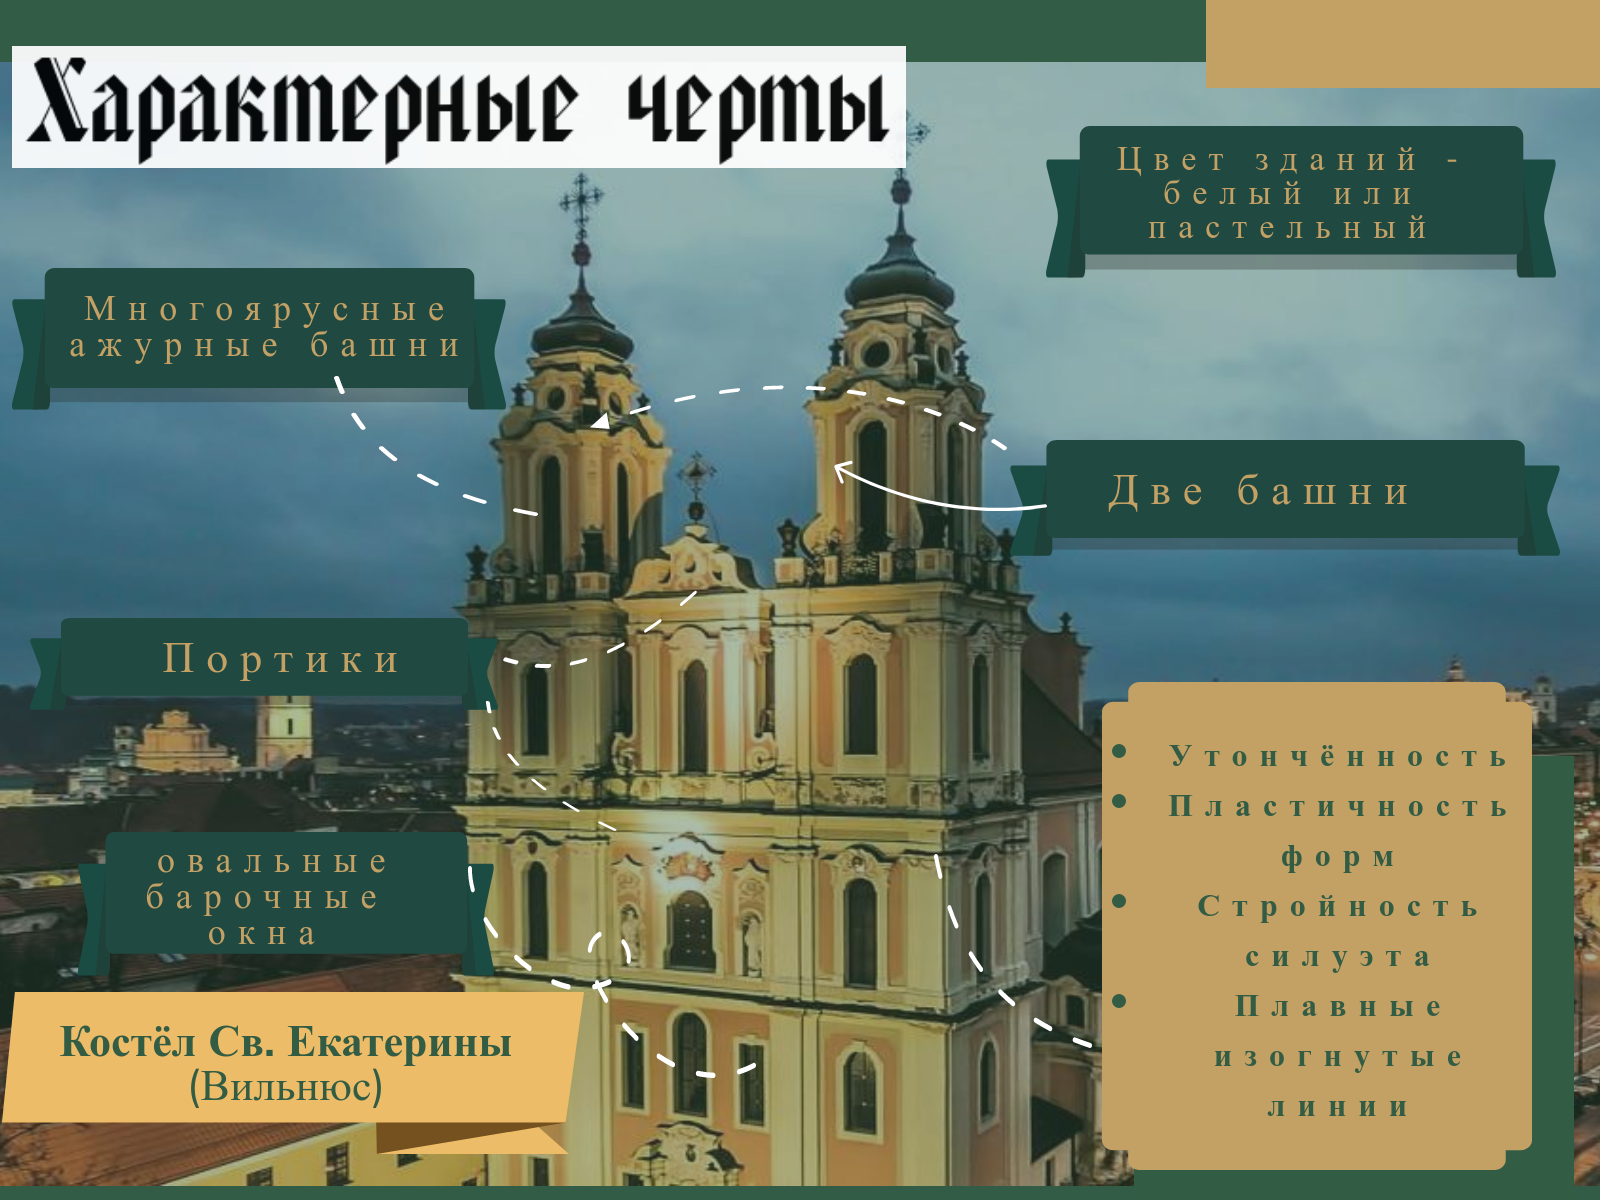 Характерные черты
Цвет зданий -
белый или
пастельный
Многоярусные
ажурные башни
Две башни
Портики
овальные
барочные
окна
Костёл Св. Екатерины
(Вильнюс)
• Утончённость
• Пластичность
форм
• Стройность
силуэта
• Плавные
изогнутые
линии